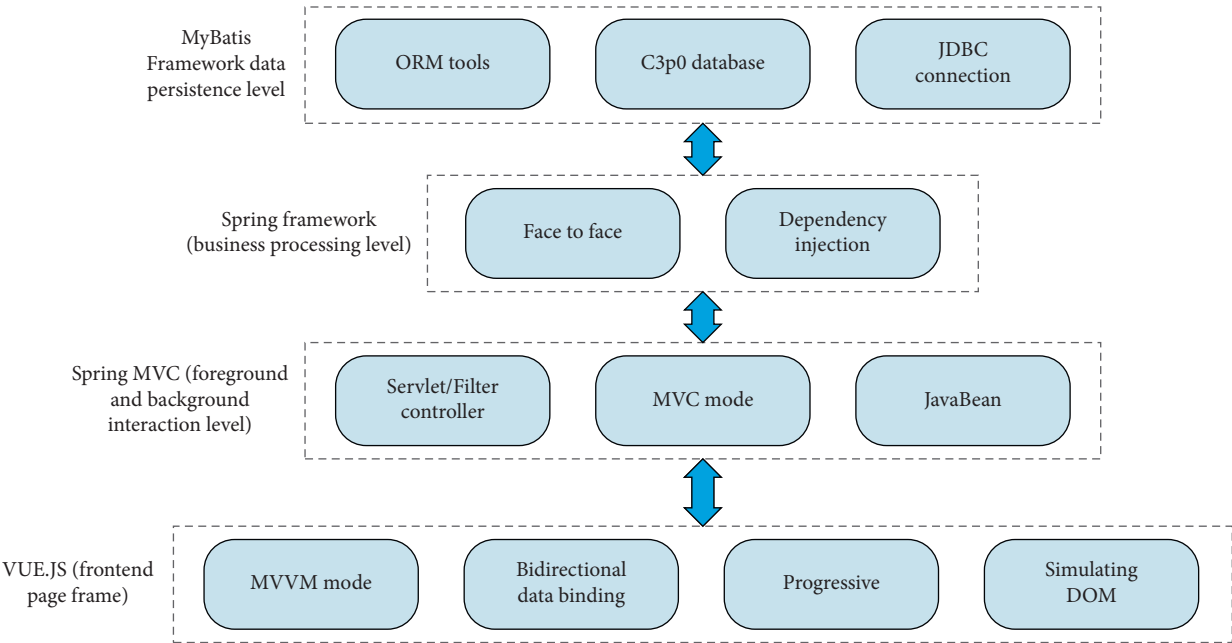 MyBatis
Framework data
persistence level
ORM tools
C3p0 database
JDBC
connection
Spring framework
(business processing level)
Face to face
Dependency
injection
Spring MVC (foreground
and background
interaction level)
Servlet/Filter
controller
MVC mode
JavaBean
VUE.JS (frontend
page frame)
MVVM mode
Bidirectional
data binding
Progressive
Simulating
DOM